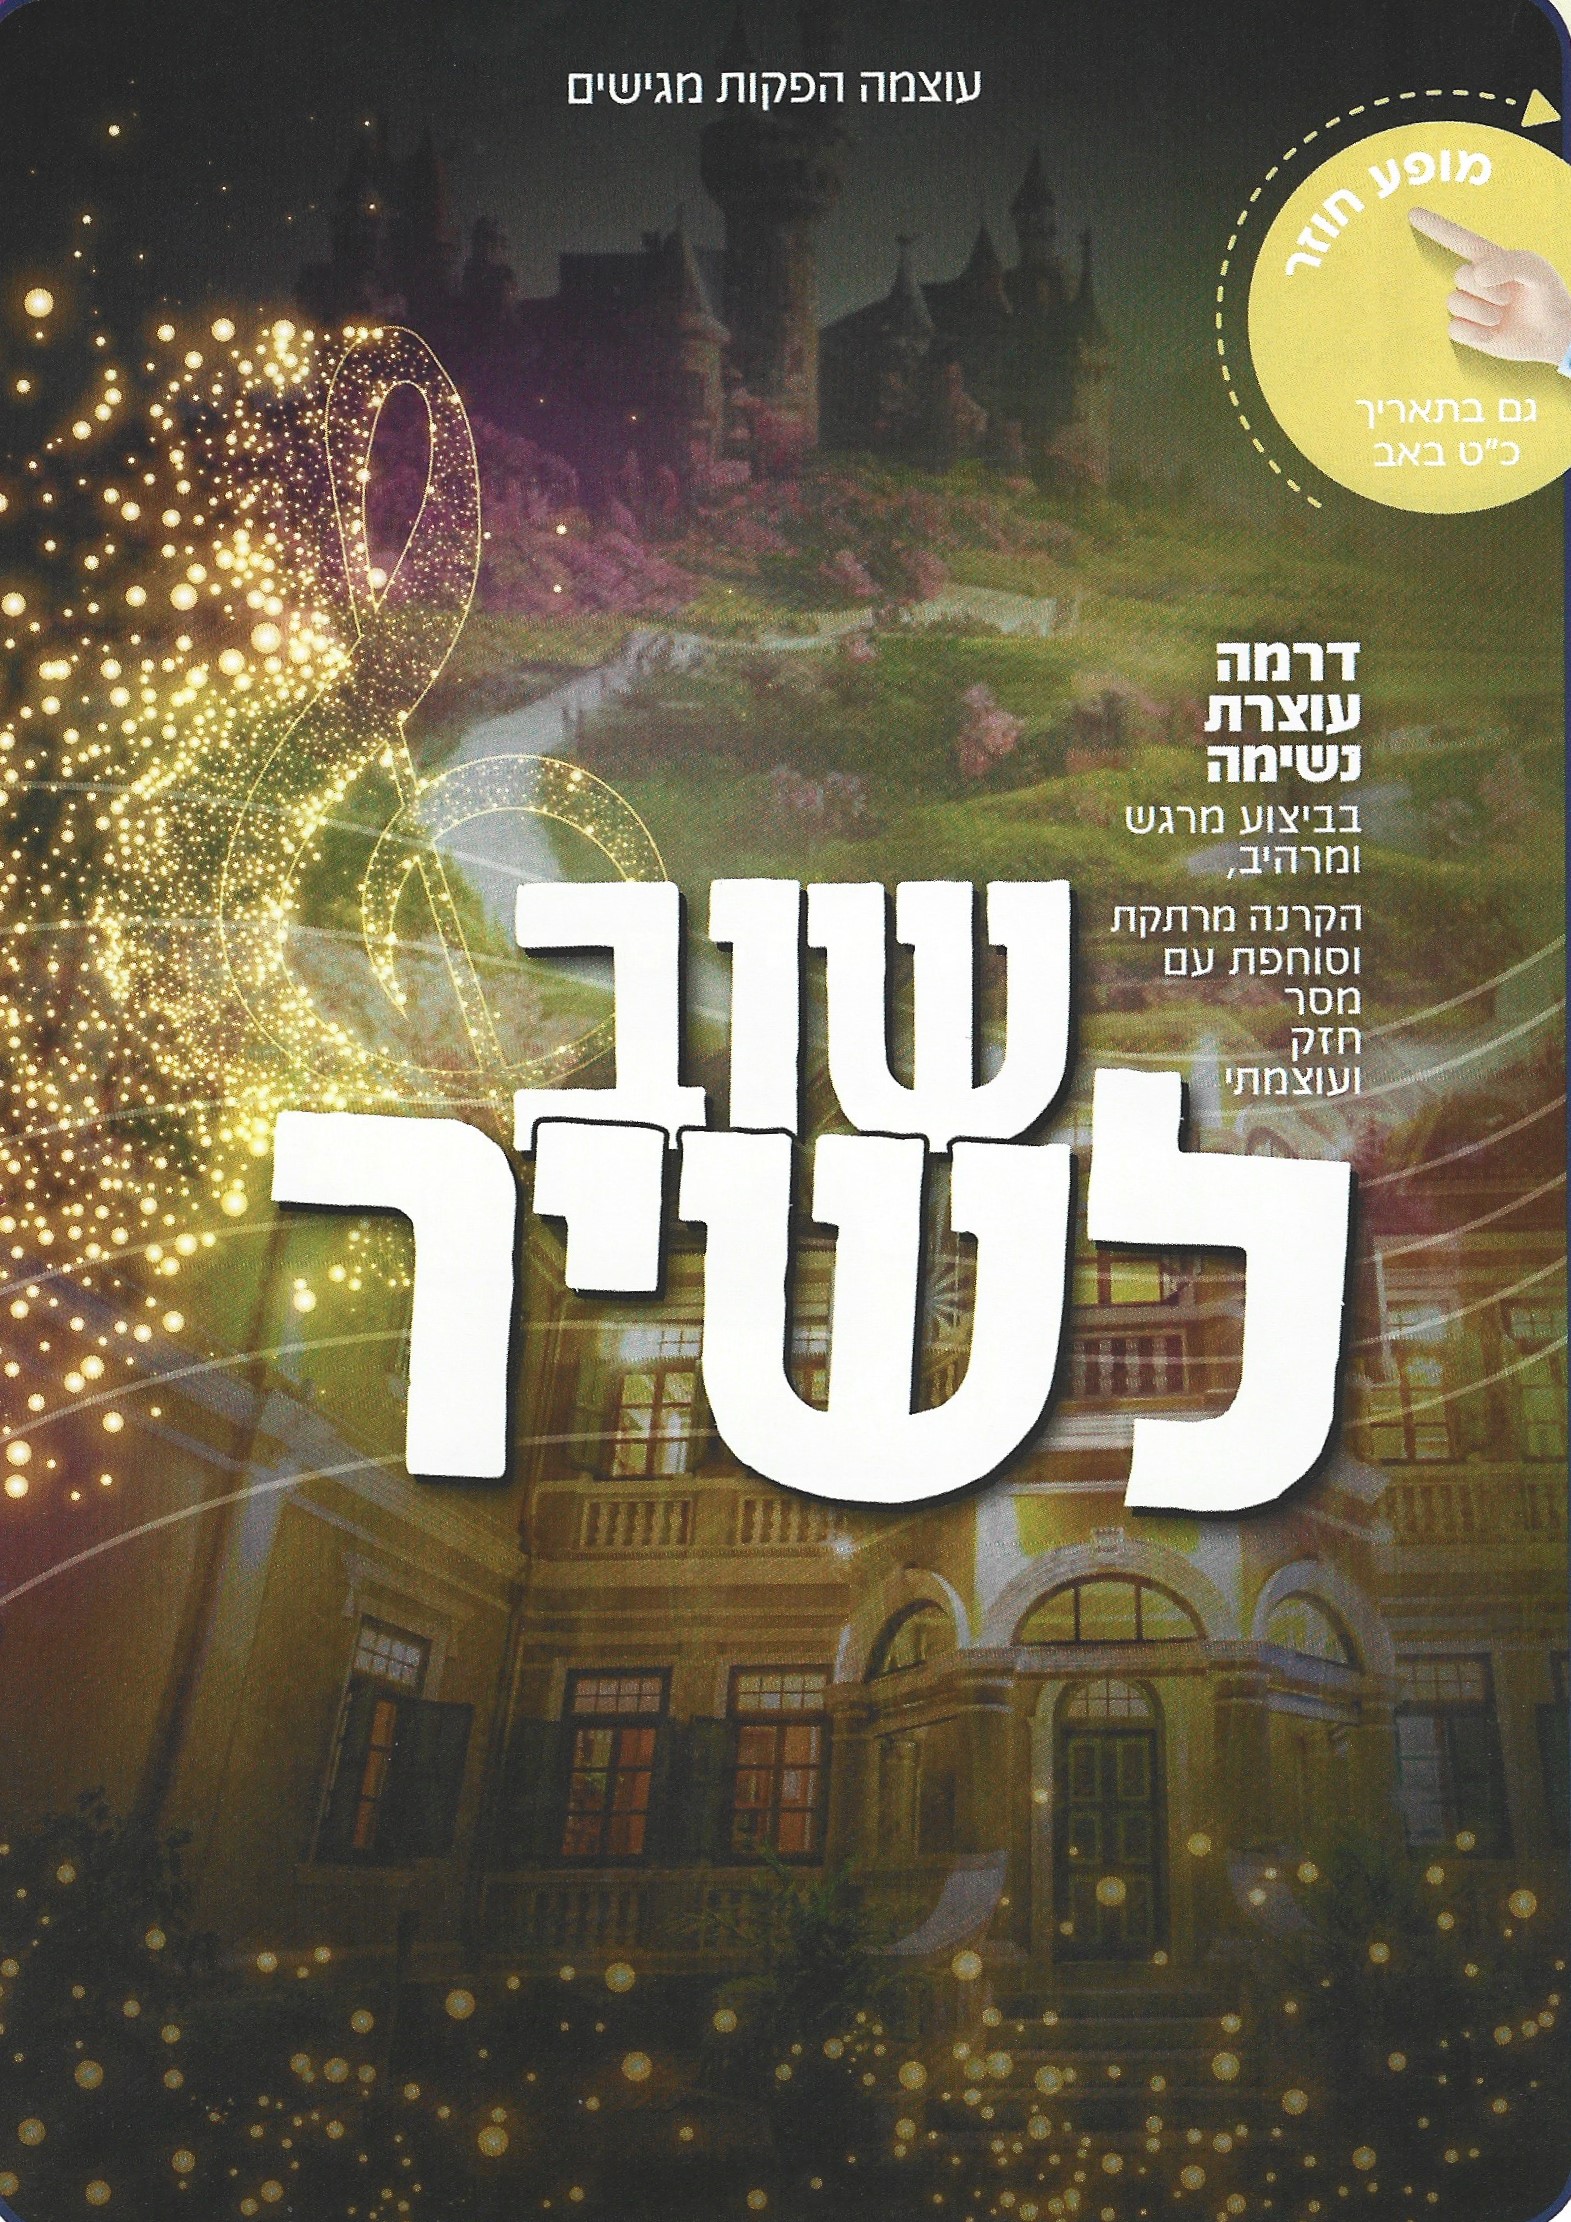 עוצמה הפקות מגישים
מופע חוזר
גם בתאריך
כ"ט באב
דרמה
עוצרת
נשימה
בביצוע מרגש
ומרהיב,
הקרנה מרתקת
וסוחפת עם
מסר
חזק
ועוצמתי
שוב
לשיר